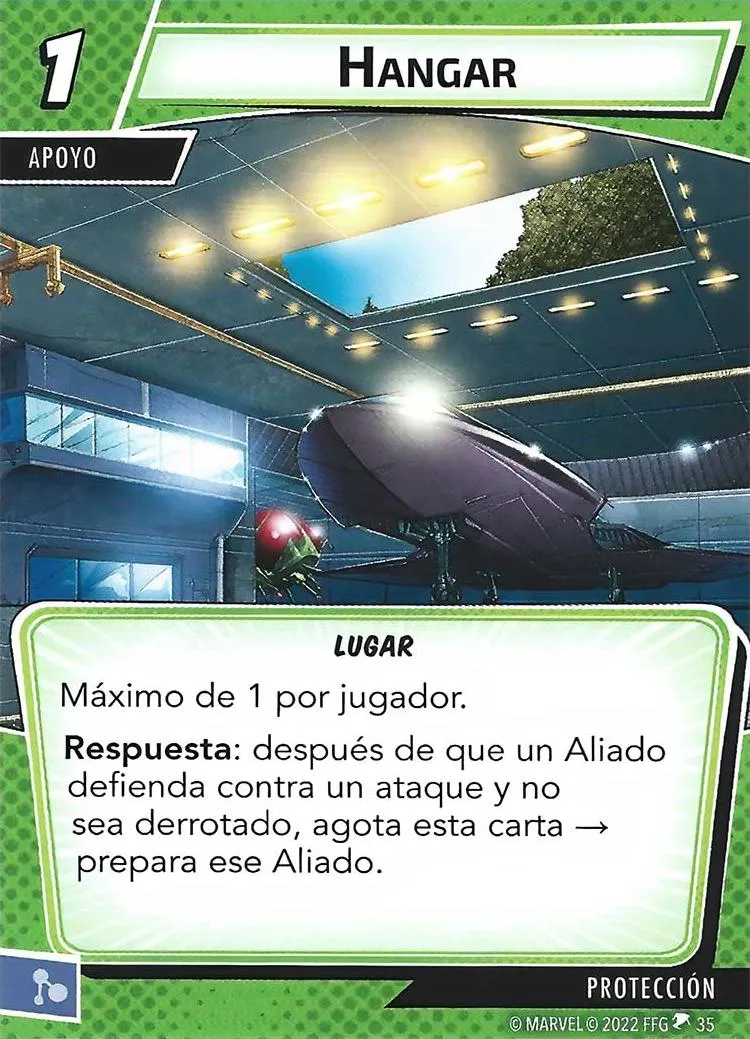 1
HANGAR
APOYO
LUGAR
Máximo de 1 por jugador.
Respuesta: después de que un Aliado
defienda contra un ataque y no
sea derrotado, agota esta carta →
prepara ese Aliado.
PROTECCIÓN
© MARVEL © 2022 FFG 35